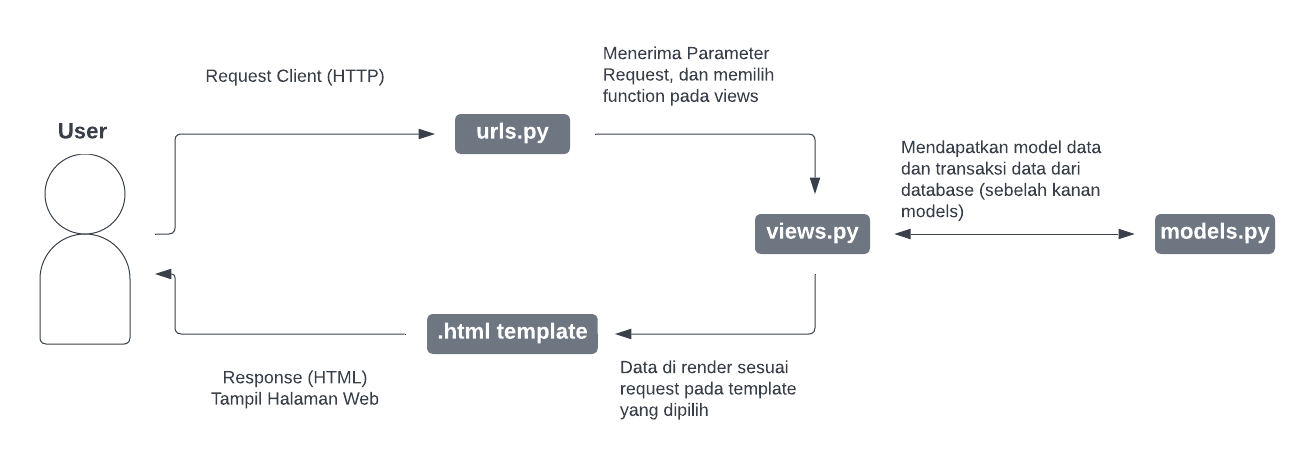 Request Client (HTTP)
Menerima Parameter
Request, dan memilih
function pada views
User
urls.py
Mendapatkan model data
dan transaksi data dari
database (sebelah kanan
models)
views.py
models.py
.html template
Data di render sesuai
request pada template
yang dipilih
Response (HTML)
Tampil Halaman Web